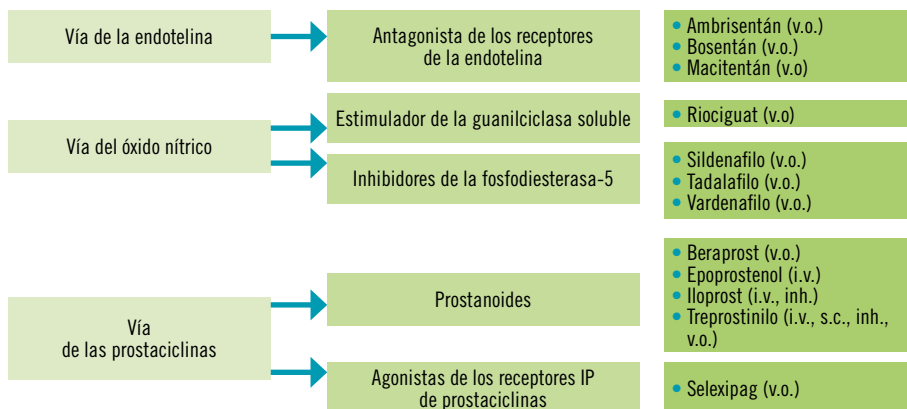 Vía de la endotelina
Antagonista de los receptores
de la endotelina
• Ambrisentán (v.o.)
• Bosentán (v.o.)
• Macitentán (v.o)
Vía del óxido nítrico
Estimulador de la guanilciclasa soluble
• Riociguat (v.o)
Inhibidores de la fosfodiesterasa-5
• Sildenafilo (v.o.)
• Tadalafilo (v.o.)
• Vardenafilo (v.o.)
Vía
de las prostaciclinas
Prostanoides
• Beraprost (v.o.)
• Epoprostenol (i.v.)
• Iloprost (i.v., inh.)
• Treprostinilo (i.v., s.c., inh.,
v.o.)
Agonistas de los receptores IP
de prostaciclinas
• Selexipag (v.o.)